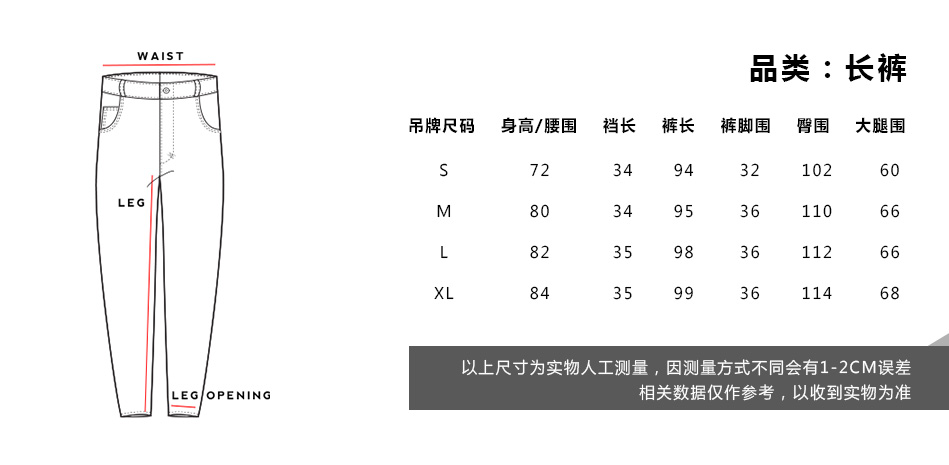 WAIST
LEG
LEG OPENING
品类：长裤
吊牌尺码 身高/腰围 裆长 裤长 裤脚围 臀围 大腿围
S 72 34 94 32 102 60
M 80 34 95 36 110 66
L 82 35 98 36 112 66
XL 84 35 99 36 114 68
以上尺寸为实物人工测量，因测量方式不同会有1-2CM误差
相关数据仅作参考，以收到实物为准